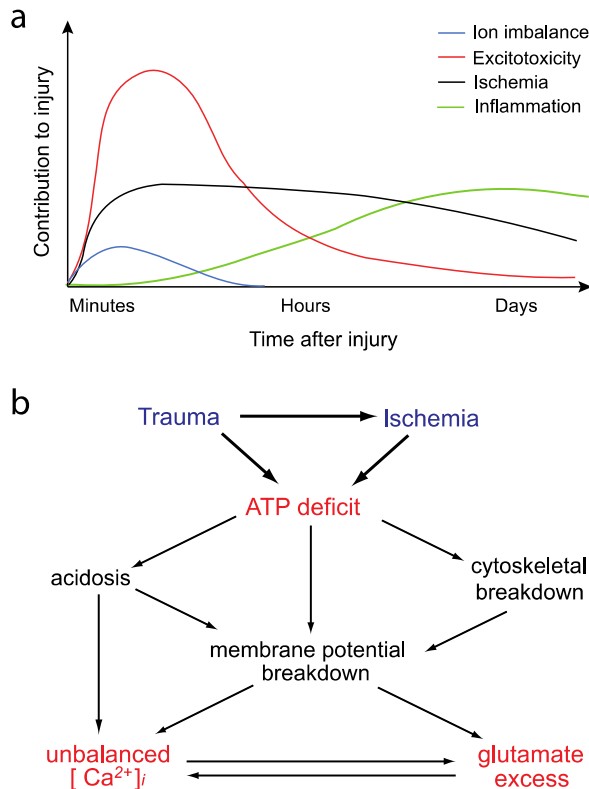 a
Ion imbalance
Excitotoxicity
Ischemia
Inflammation
Contribution to injury
Minutes
Hours
Days
Time after injury
b
Trauma
Ischemia
ATP deficit
acidosis
cytoskeletal
breakdown
membrane potential
breakdown
unbalanced
[ Ca²⁺]ᵢ
glutamate
excess